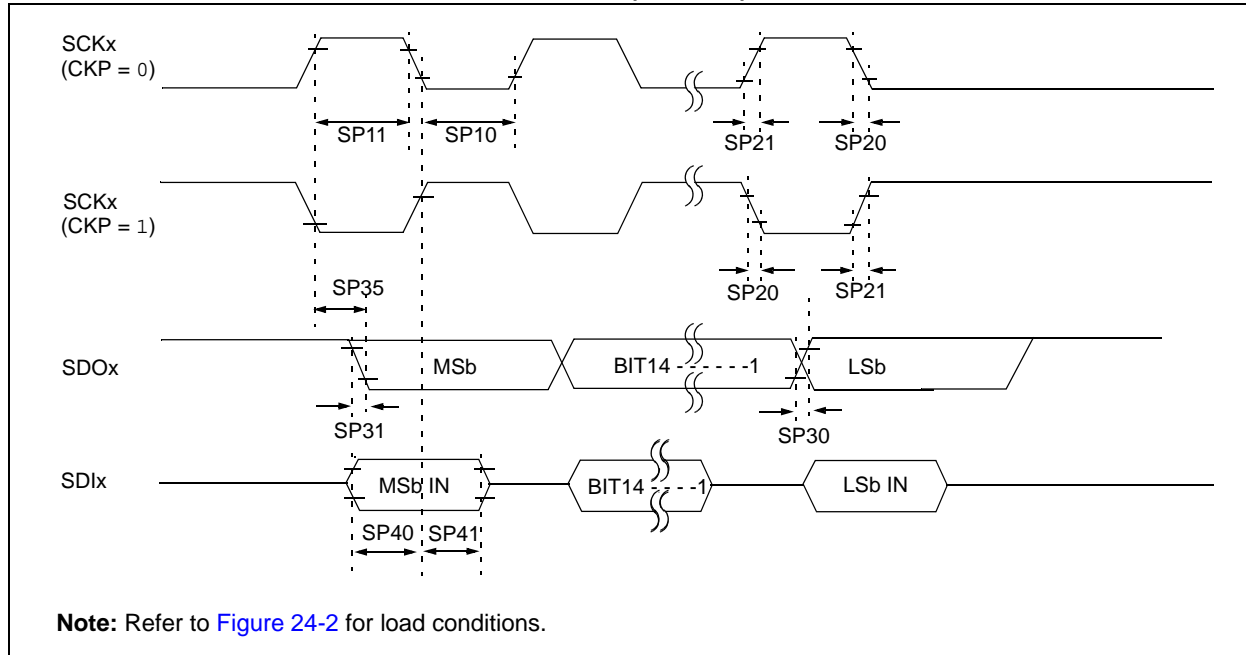 SCKx
(CKP = 0)
SP11
SP10
SP21
SP20
SCKx
(CKP = 1)
SP35
SP20
SP21
SDOx
MSb
BIT14 - - - - - -1
LSb
SP31
SP30
SDIx
MSb IN
BIT14 - - - -1
LSb IN
SP40
SP41
Note: Refer to Figure 24-2 for load conditions.